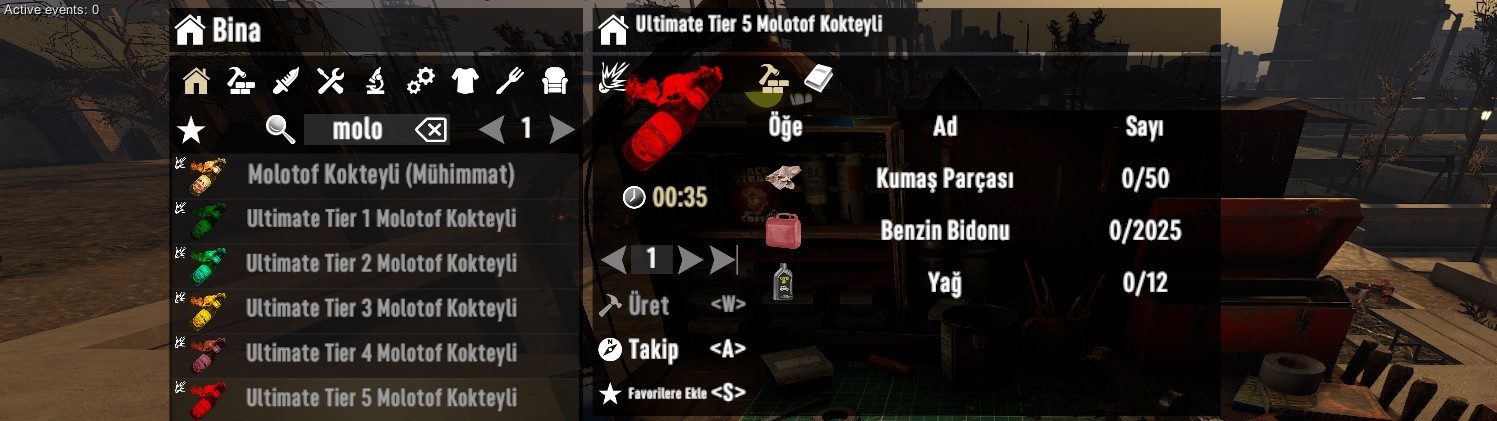 Active events: 0
Bina
molo
1
Molotof Kokteyli (Mühimmat)
Ultimate Tier 1 Molotof Kokteyli
Ultimate Tier 2 Molotof Kokteyli
Ultimate Tier 3 Molotof Kokteyli
Ultimate Tier 4 Molotof Kokteyli
Ultimate Tier 5 Molotof Kokteyli
Ultimate Tier 5 Molotof Kokteyli
00:35
1
Üret <W>
Takip <A>
Favorilere Ekle <S>
Öğe Ad Sayı
Kumaş Parçası 0/50
Benzin Bidonu 0/2025
Yağ 0/12